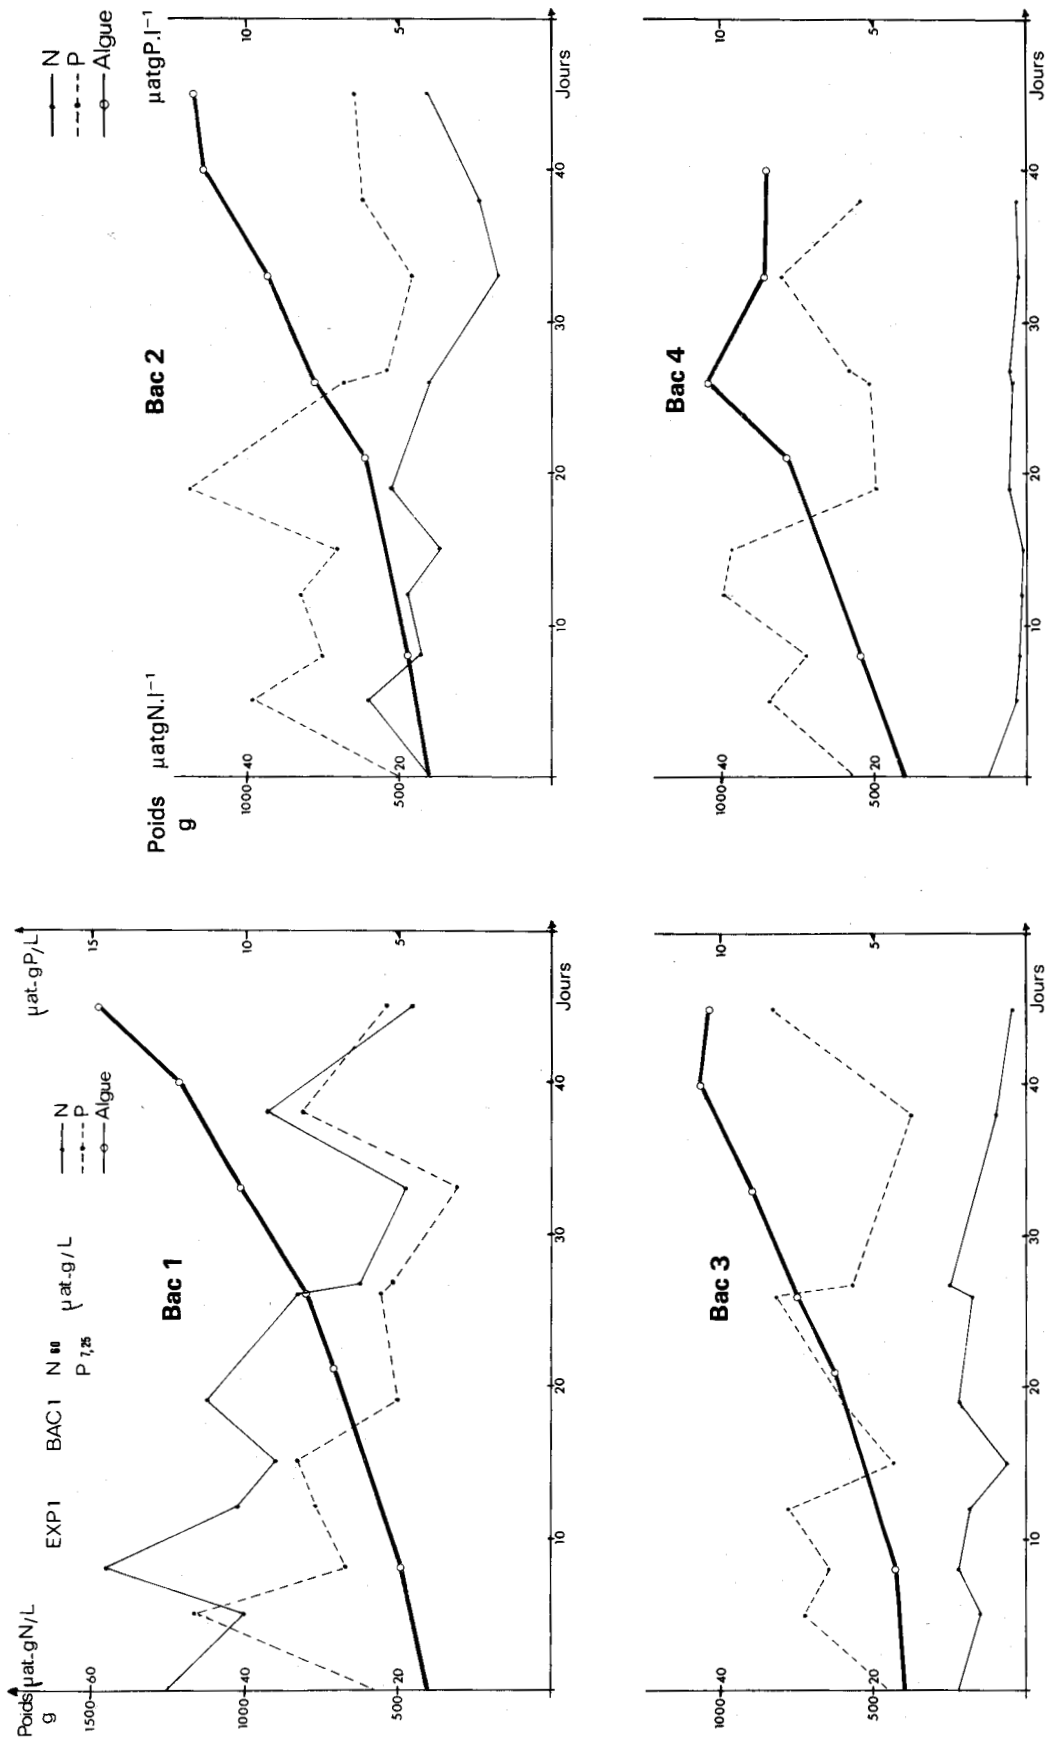 Poids µat-gN/L
g
EXP1 BAC1 N 60 µat-g/L
P 7,25
N
P
Algue
µat-gP/L
Bac 1
1500 60
1000 40
500 20
15
10
5
10 20 30 40 Jours
Poids µatgN.l⁻¹
g
N
P
Algue
µatgP.l⁻¹
Bac 2
1000 40
500 20
10
5
10 20 30 40 Jours
Bac 3
1000 40
500 20
10
5
10 20 30 40 Jours
Bac 4
1000 40
500 20
10
5
10 20 30 40 Jours